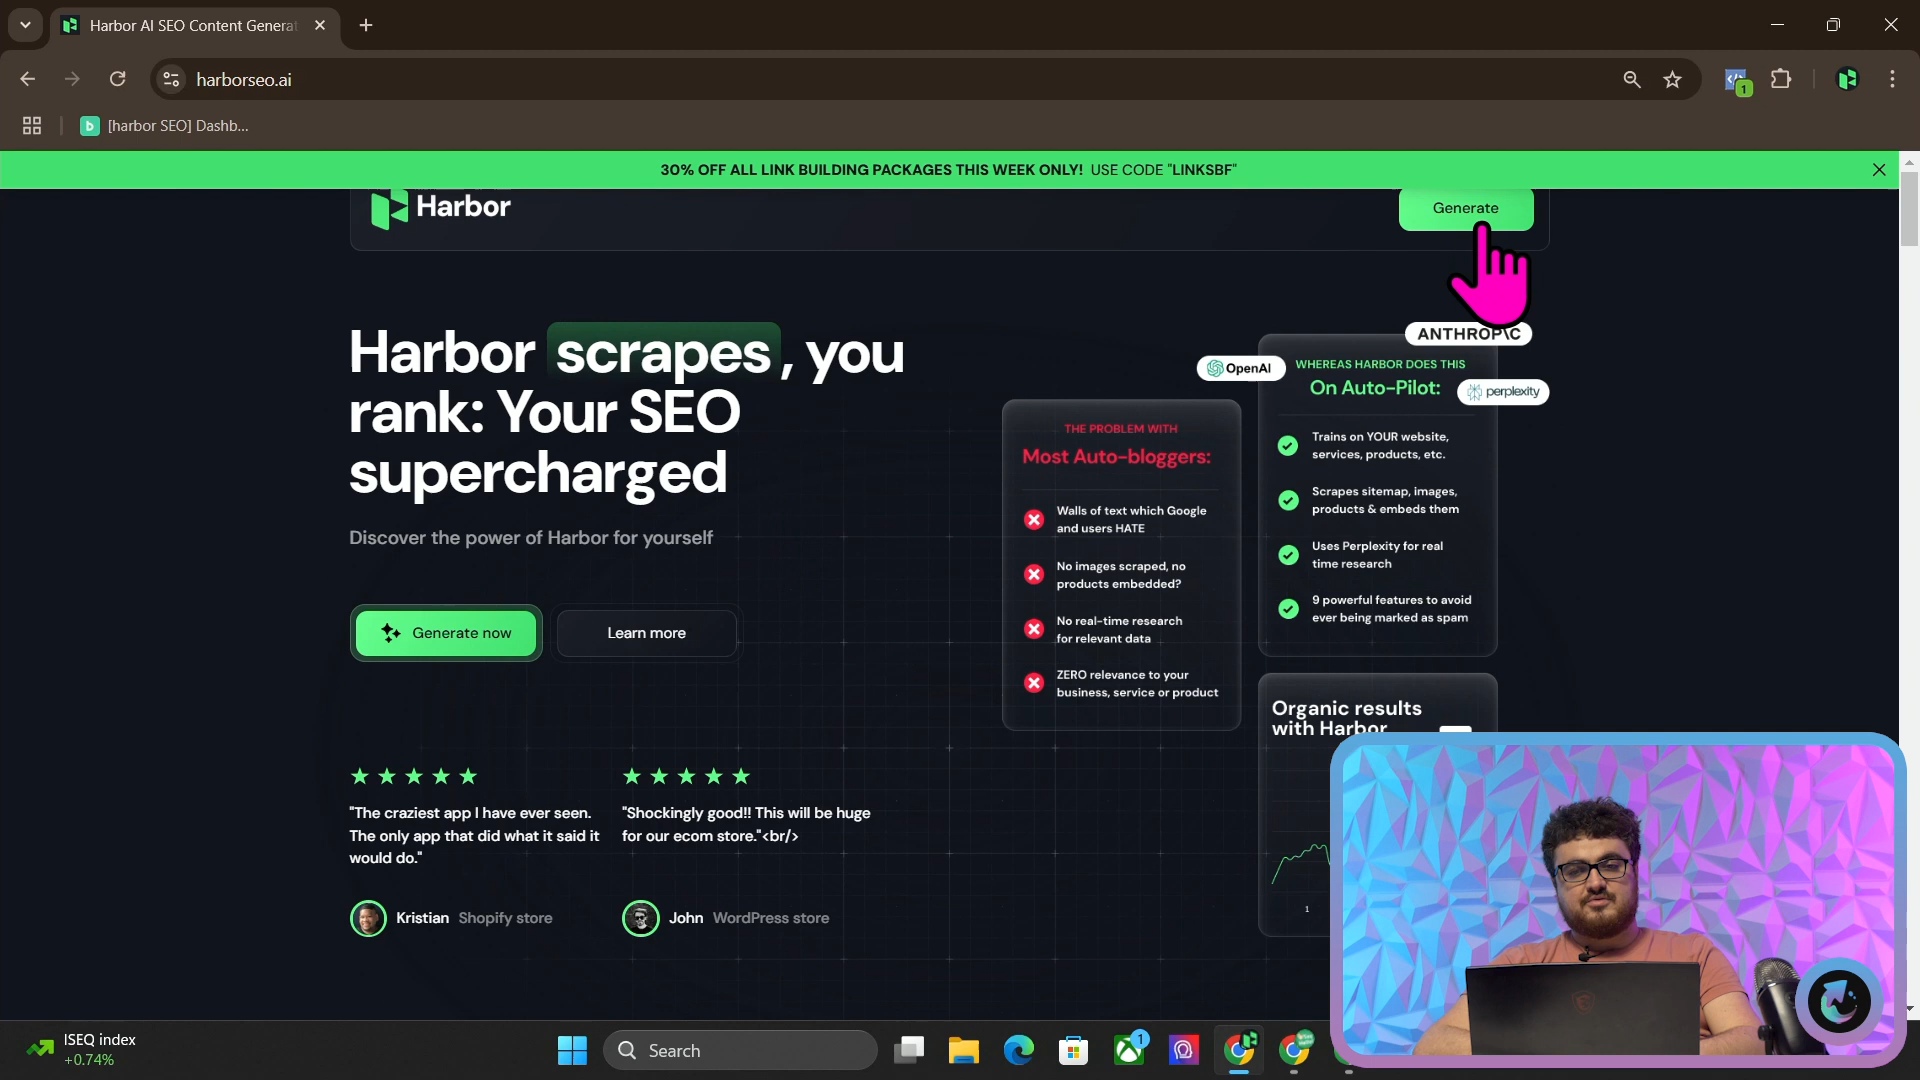 Harbor AI SEO Content Generat
harborseo.ai
1
[harbor SEO] Dashb...
30% OFF ALL LINK BUILDING PACKAGES THIS WEEK ONLY! USE CODE "LINKSBF"
Harbor
Generate
Harbor scrapes, you
rank: Your SEO
supercharged
Discover the power of Harbor for yourself
Generate now
Learn more
★ ★ ★ ★ ★
"The craziest app I have ever seen.
The only app that did what it said it
would do."
Kristian Shopify store
★ ★ ★ ★ ★
"Shockingly good!! This will be huge
for our ecom store."<br/>
John WordPress store
THE PROBLEM WITH
Most Auto-bloggers:
Walls of text which Google
and users HATE
No images scraped, no
products embedded?
No real-time research
for relevant data
ZERO relevance to your
business, service or product
ANTHROP\C
OpenAI
WHEREAS HARBOR DOES THIS
On Auto-Pilot:
perplexity
Trains on YOUR website,
services, products, etc.
Scrapes sitemap, images,
products & embeds them
Uses Perplexity for real
time research
9 powerful features to avoid
ever being marked as spam
Organic results
with Harbor
1
ISEQ index
+0.74%
Search
1